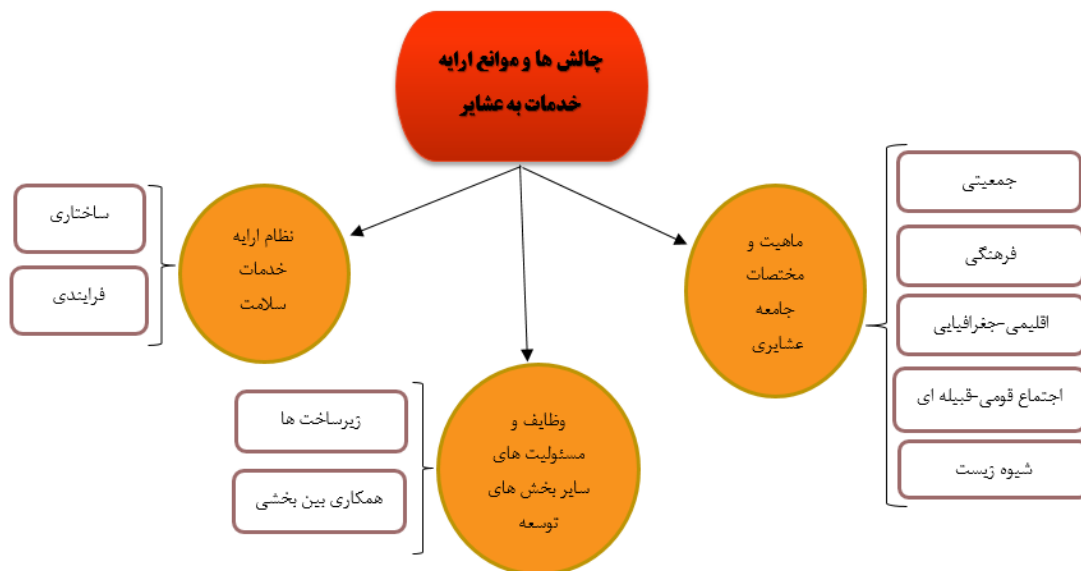 چالش ها و موانع ارایه
خدمات به عشایر
ماهیت و
مختصات
جامعه
عشایری
جمعیتی
فرهنگی
اقلیمی-جغرافیایی
اجتماع قومی-قبیله ای
شیوه زیست
وظایف و
مسئولیت های
سایر بخش های
توسعه
زیرساخت ها
همکاری بین بخشی
نظام ارایه
خدمات
سلامت
ساختاری
فرایندی